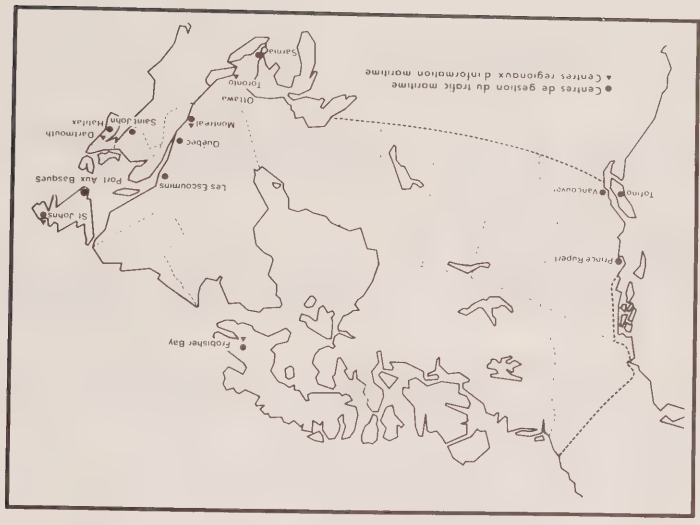 Frobisher Bay
Prince Rupert
St Johns
Tofino
Vancouver
Port Aux Basques
Les Escoumins
Québec
Dartmouth
Halifax
Saint John
Montreal
Ottawa
Toronto
Sarnia
● Centres de gestion du trafic maritime
▲ Centres regionaux d'information maritime